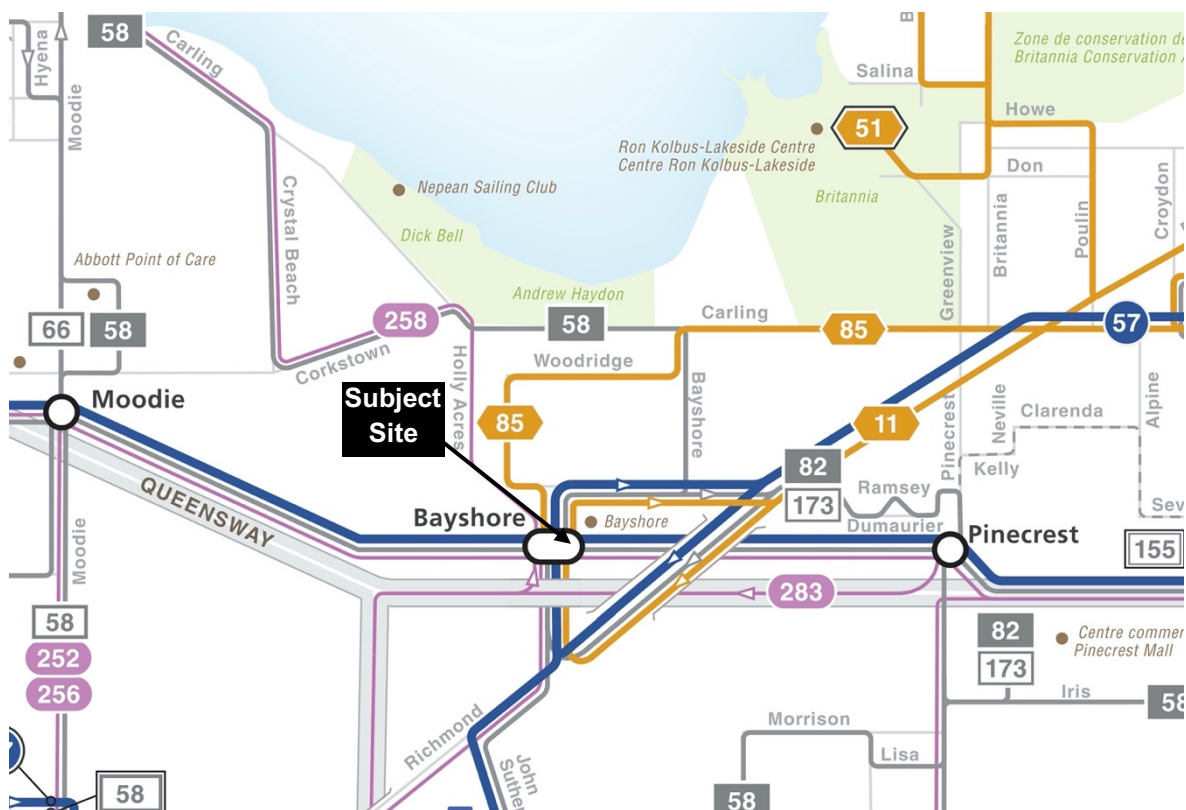 58
Carling
Hyena
Moodie
B
Salina
Zone de conservation de
Britannia Conservation A
Howe
51
Ron Kolbus-Lakeside Centre
Centre Ron Kolbus-Lakeside
Don
Nepean Sailing Club
Britannia
Crystal Beach
Dick Bell
Greenview
Britannia
Poulin
Croydon
Abbott Point of Care
Andrew Haydon
66
58
258
58
Carling
85
57
Corkstown
Holly Acres
Woodridge
Bayshore
Moodie
Subject
Site
85
11
Pinecrest
Neville
Clarenda
Alpine
Kelly
82
173
Ramsey
Dumaurier
Sev
QUEENSWAY
Bayshore
Bayshore
Pinecrest
155
Moodie
283
58
252
256
82
173
Centre commer
Pinecrest Mall
Iris
58
Richmond
John
Suther
Morrison
Lisa
58
58